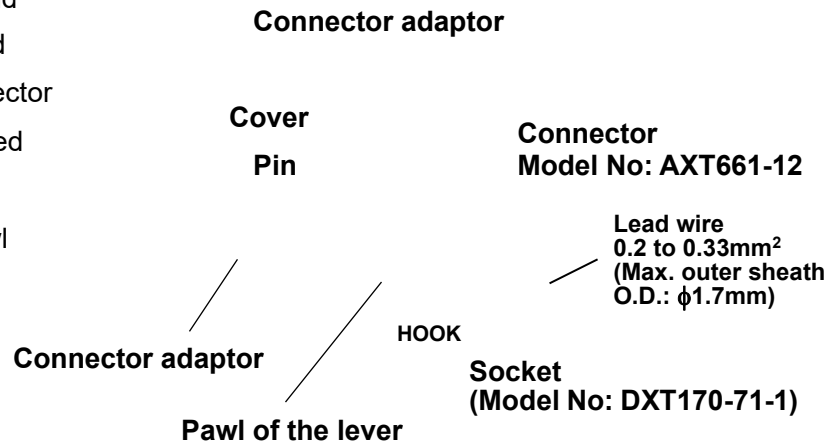 Connector adaptor
Cover
Pin
Connector
Model No: AXT661-12
Lead wire
0.2 to 0.33mm²
(Max. outer sheath
O.D.: ϕ1.7mm)
HOOK
Connector adaptor
Socket
(Model No: DXT170-71-1)
Pawl of the lever